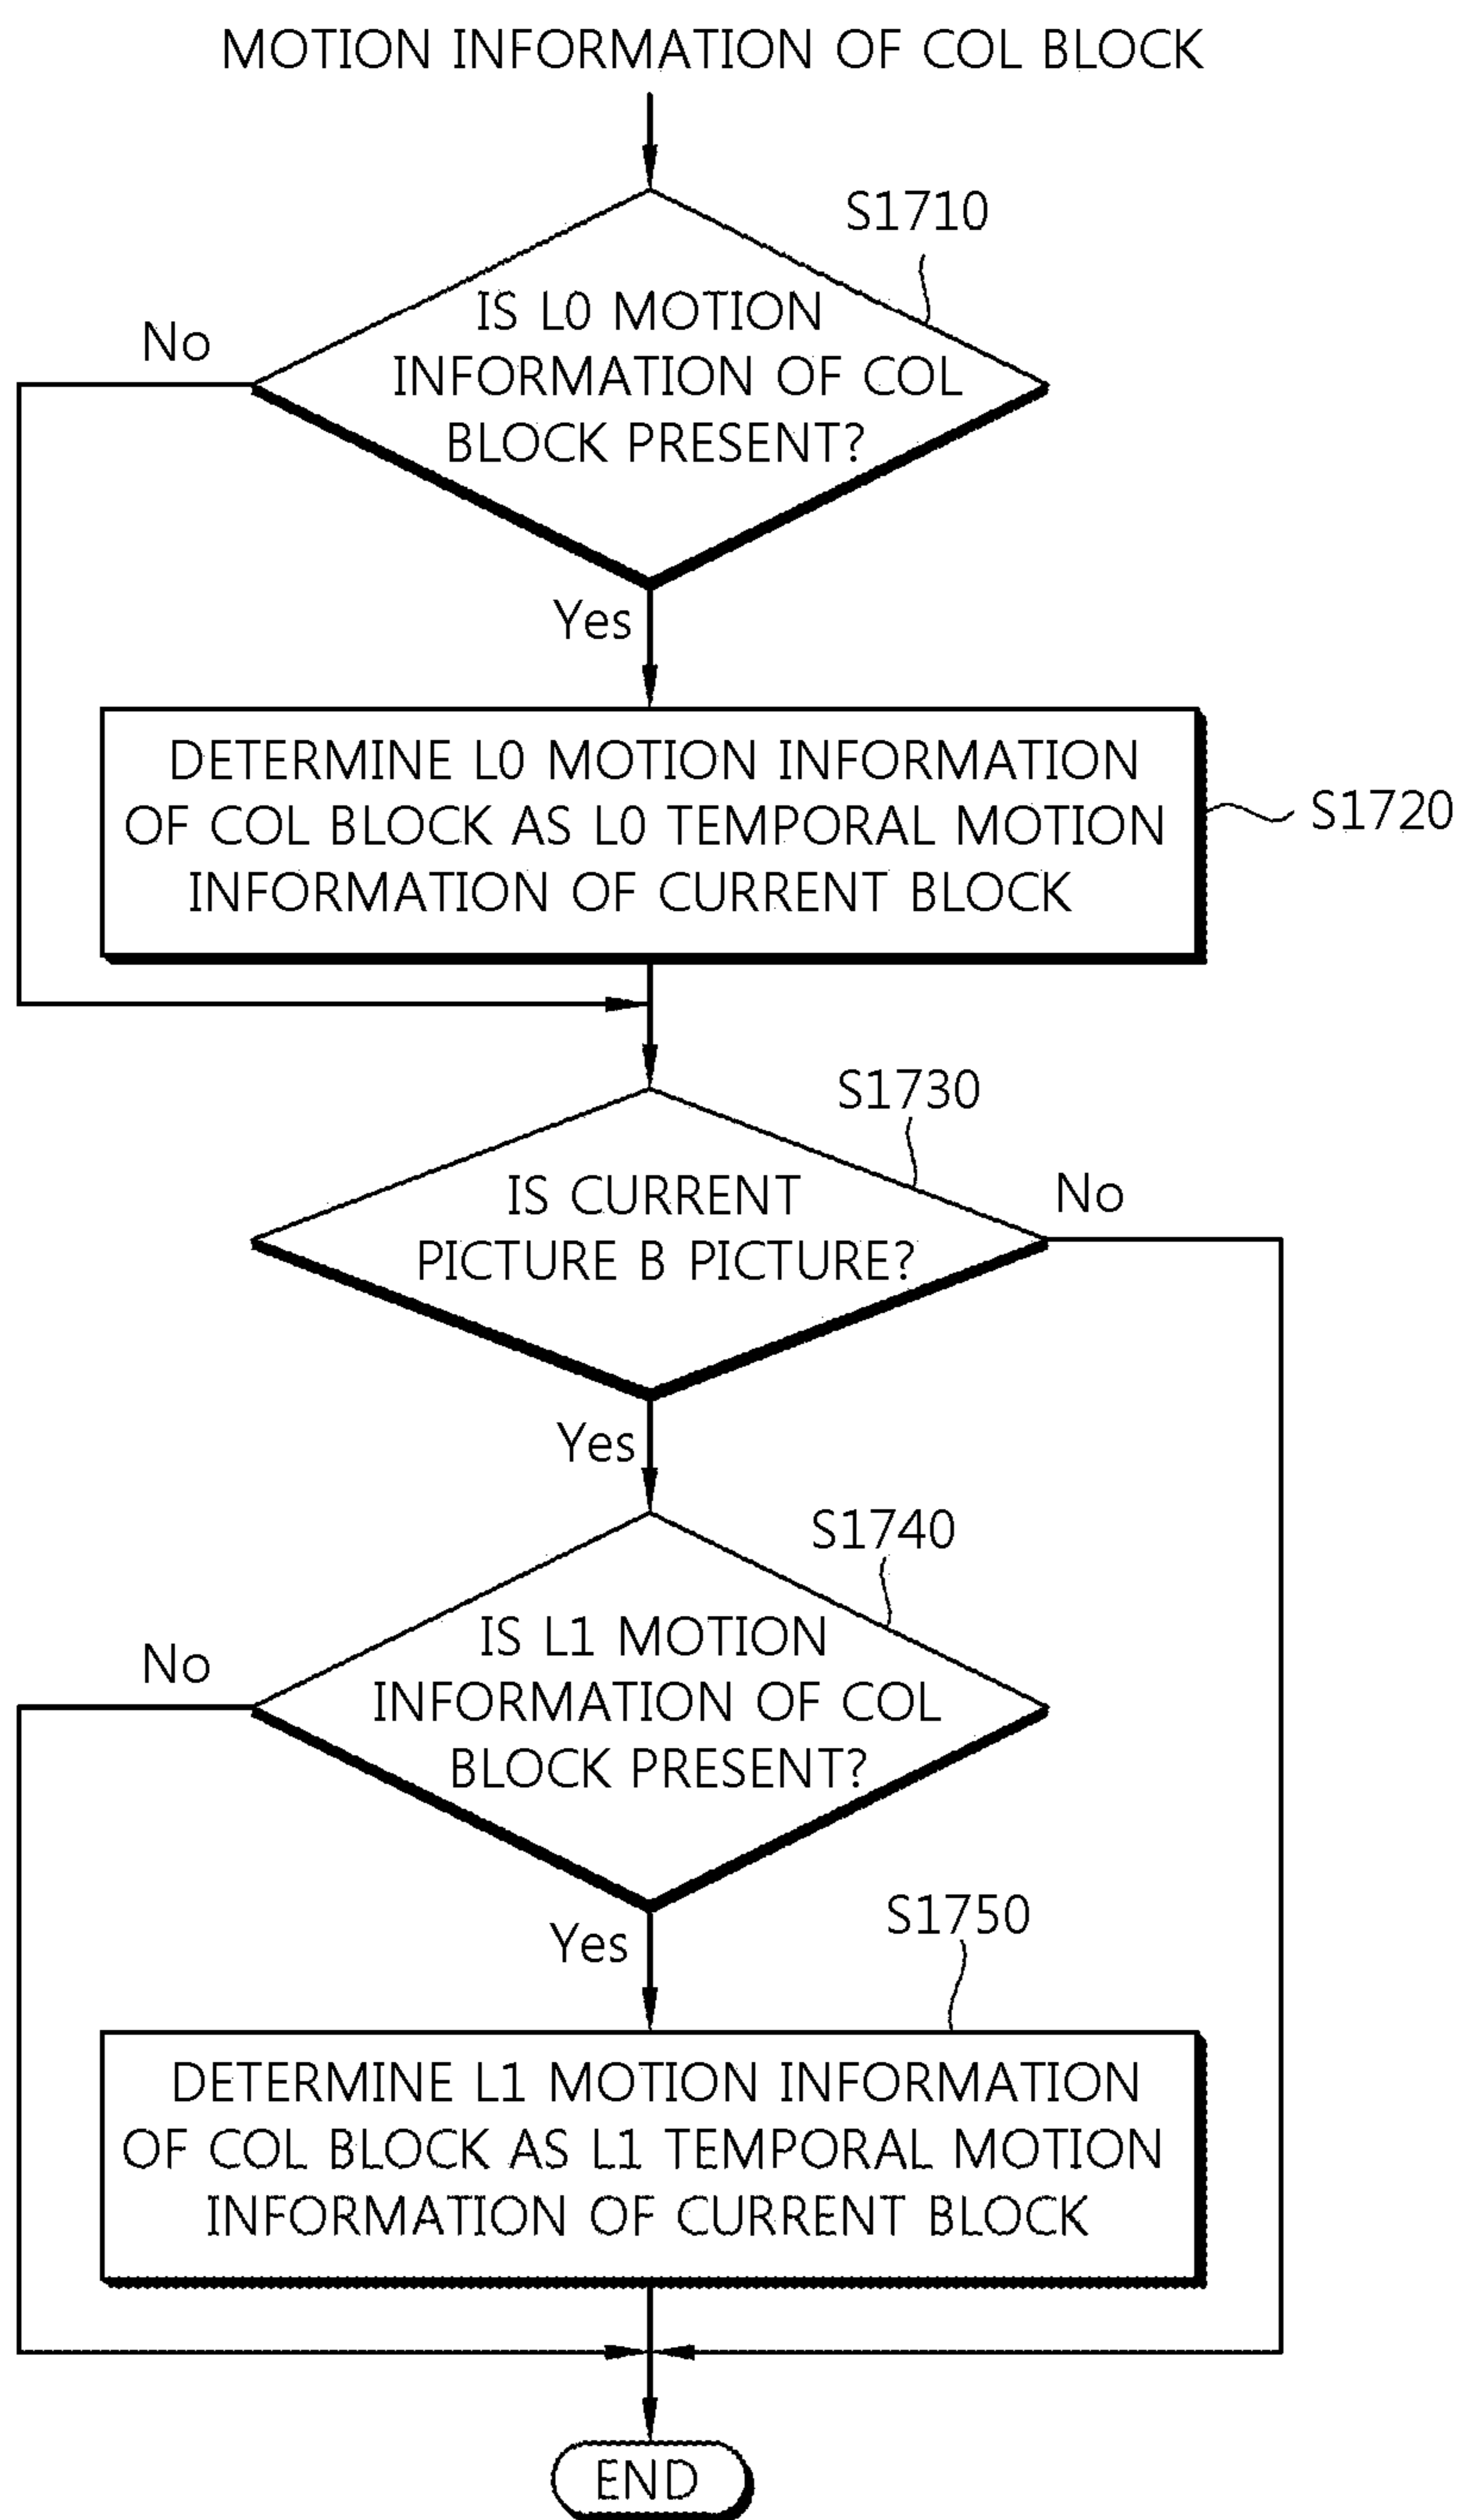 MOTION INFORMATION OF COL BLOCK
S1710
IS L0 MOTION
No
INFORMATION OF COL
BLOCK PRESENT?
Yes
DETERMINE L0 MOTION INFORMATION
OF COL BLOCK AS L0 TEMPORAL MOTION
S1720
INFORMATION OF CURRENT BLOCK
S1730
IS CURRENT
No
PICTURE B PICTURE?
Yes
S1740
IS L1 MOTION
No
INFORMATION OF COL
BLOCK PRESENT?
S1750
Yes
DETERMINE L1 MOTION INFORMATION
OF COL BLOCK AS L1 TEMPORAL MOTION
INFORMATION OF CURRENT BLOCK
END